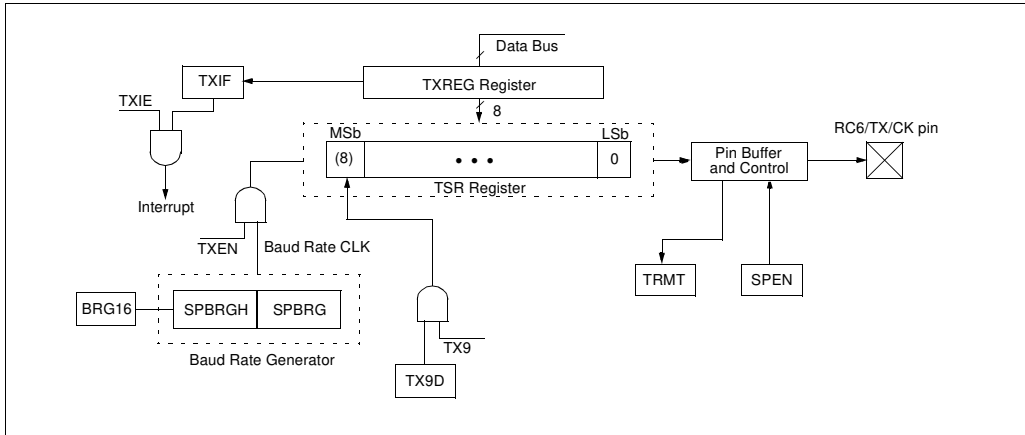 Data Bus
TXIF
TXREG Register
TXIE
8
MSb
LSb
RC6/TX/CK pin
(8)
• • •
0
Pin Buffer
and Control
TSR Register
Interrupt
TXEN
Baud Rate CLK
TRMT
SPEN
BRG16
SPBRGH
SPBRG
TX9
Baud Rate Generator
TX9D